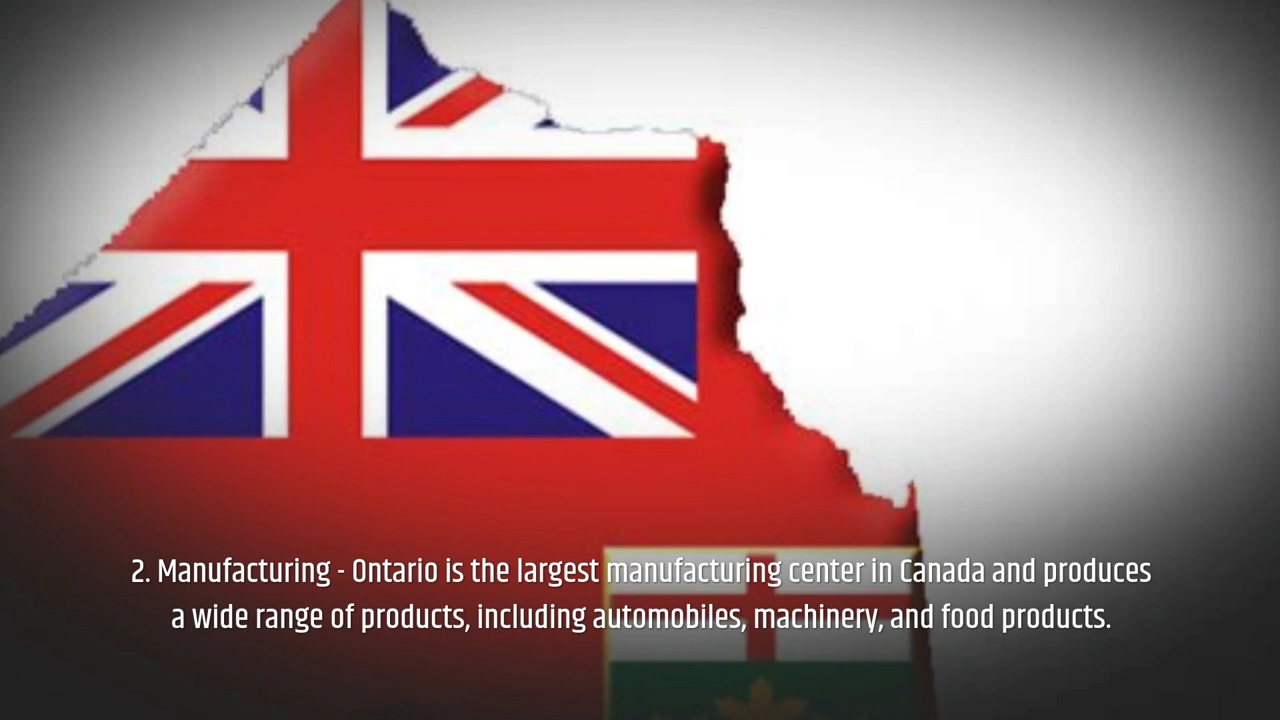 2. Manufacturing - Ontario is the largest manufacturing center in Canada and produces
a wide range of products, including automobiles, machinery, and food products.